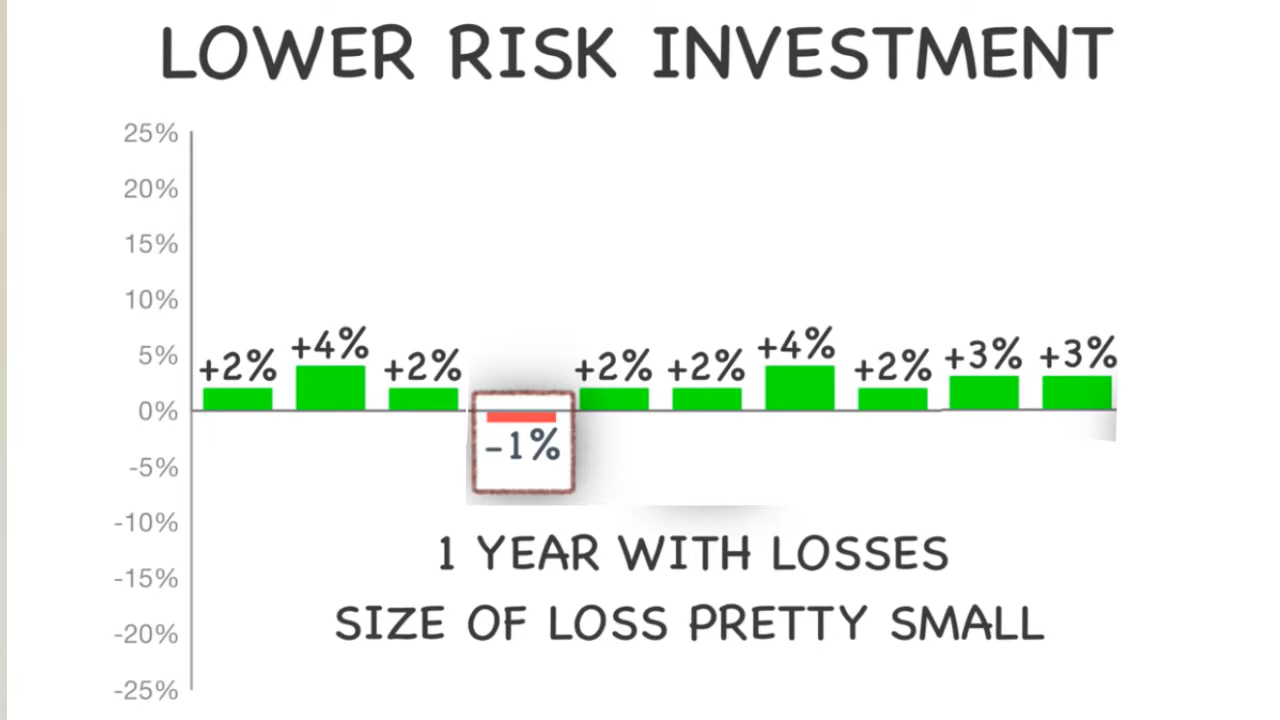 LOWER RISK INVESTMENT
25%
20%
15%
10%
5%
0%
-5%
-10%
-15%
-20%
-25%
+2% +4% +2% -1% +2% +2% +4% +2% +3% +3%
1 YEAR WITH LOSSES
SIZE OF LOSS PRETTY SMALL